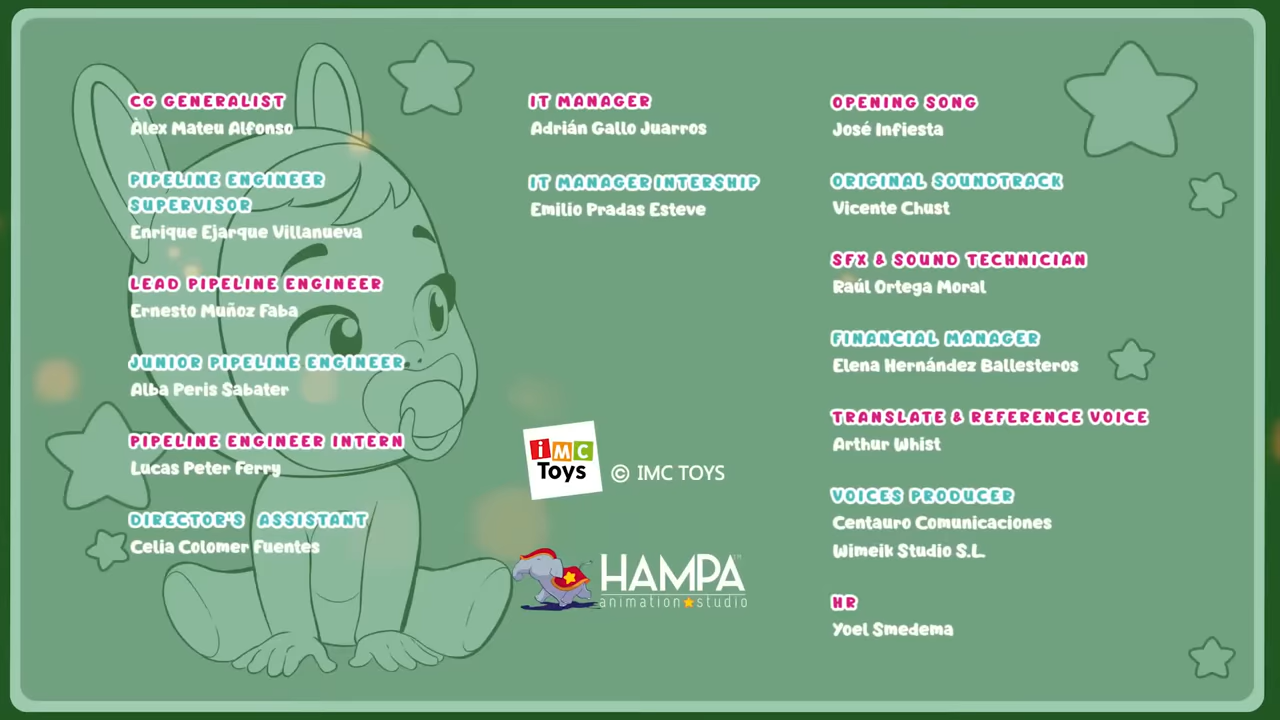 CG GENERALIST
Àlex Mateu Alfonso
PIPELINE ENGINEER
SUPERVISOR
Enrique Ejarque Villanueva
LEAD PIPELINE ENGINEER
Ernesto Muñoz Faba
JUNIOR PIPELINE ENGINEER
Alba Peris Sabater
PIPELINE ENGINEER INTERN
Lucas Peter Ferry
DIRECTOR'S ASSISTANT
Celia Colomer Fuentes
IT MANAGER
Adrián Gallo Juarros
IT MANAGER INTERSHIP
Emilio Pradas Esteve
imc
Toys
© IMC TOYS
HAMPA™
animation studio
OPENING SONG
José Infiesta
ORIGINAL SOUNDTRACK
Vicente Chust
SFX & SOUND TECHNICIAN
Raúl Ortega Moral
FINANCIAL MANAGER
Elena Hernández Ballesteros
TRANSLATE & REFERENCE VOICE
Arthur Whist
VOICES PRODUCER
Centauro Comunicaciones
Wimeik Studio S.L.
HR
Yoel Smedema